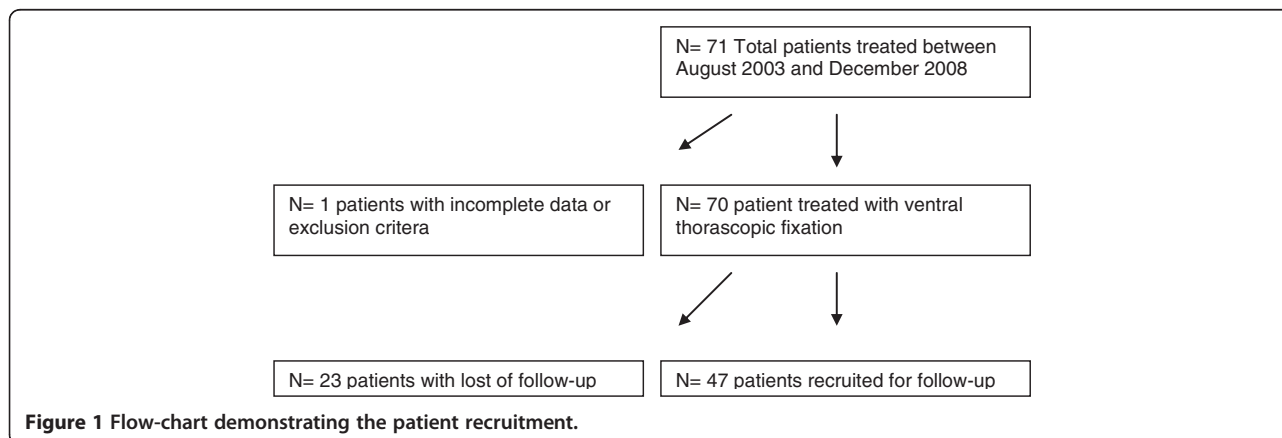 N= 71 Total patients treated between
August 2003 and December 2008
N= 1 patients with incomplete data or
exclusion critera
N= 70 patient treated with ventral
thorascopic fixation
N= 23 patients with lost of follow-up
N= 47 patients recruited for follow-up
Figure 1 Flow-chart demonstrating the patient recruitment.